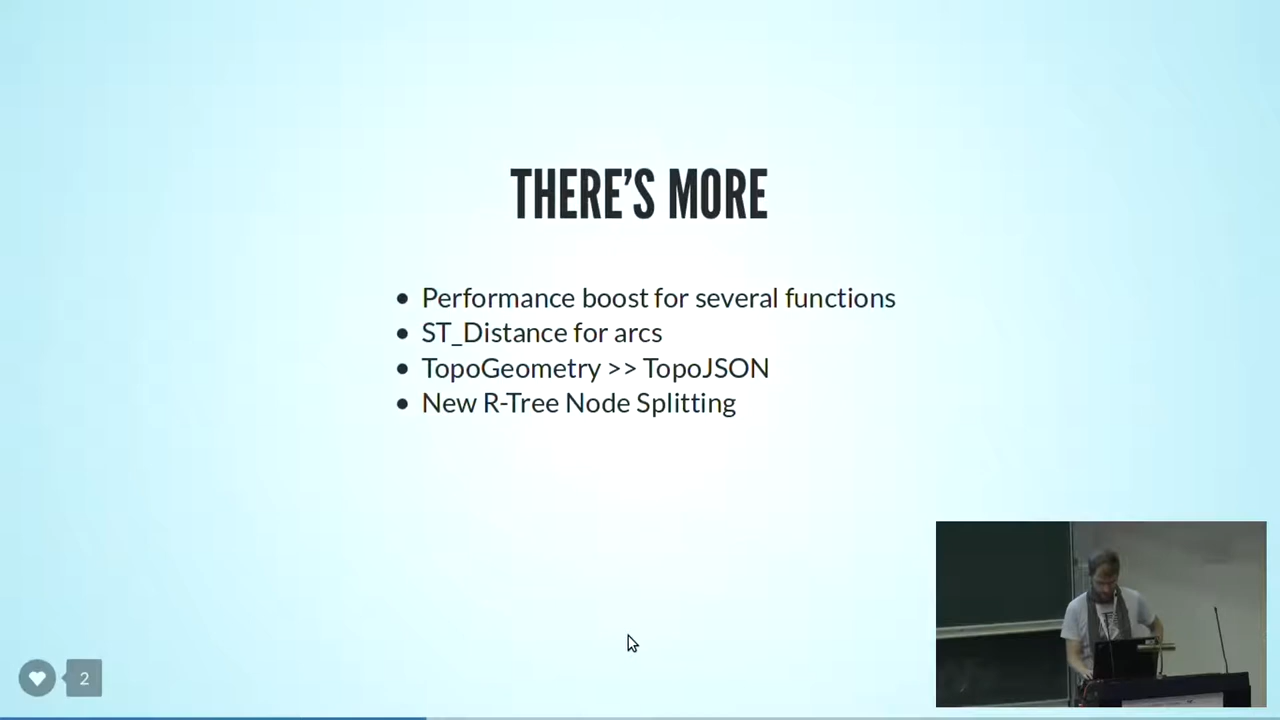 THERE'S MORE
• Performance boost for several functions
• ST_Distance for arcs
• TopoGeometry >> TopoJSON
• New R-Tree Node Splitting
2